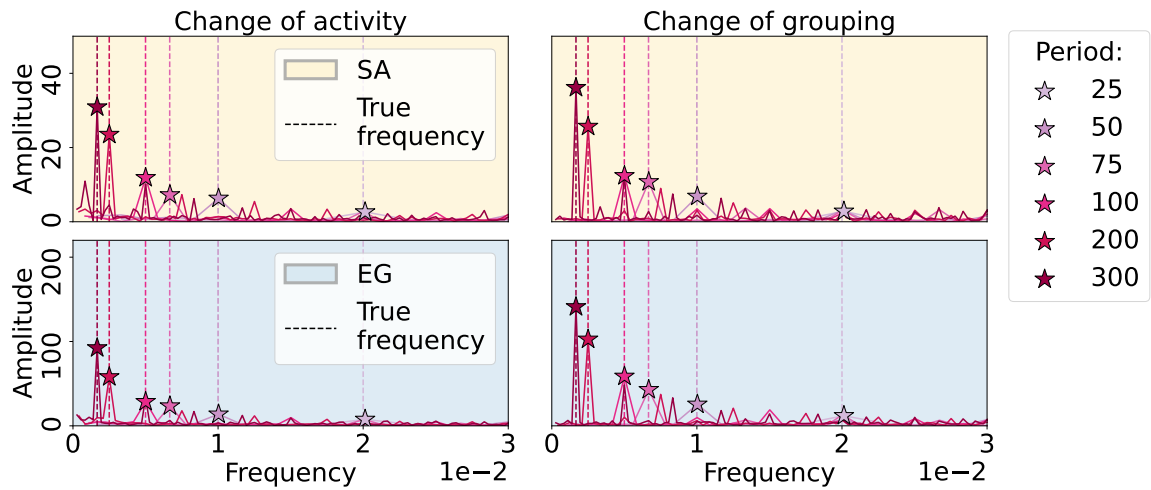 Change of activity
Change of grouping
Amplitude
40
20
0
SA
True
frequency
Amplitude
200
100
0
EG
True
frequency
0
1
2
3
0
1
2
3
Frequency
1e−2
Frequency
1e−2
Period:
25
50
75
100
200
300